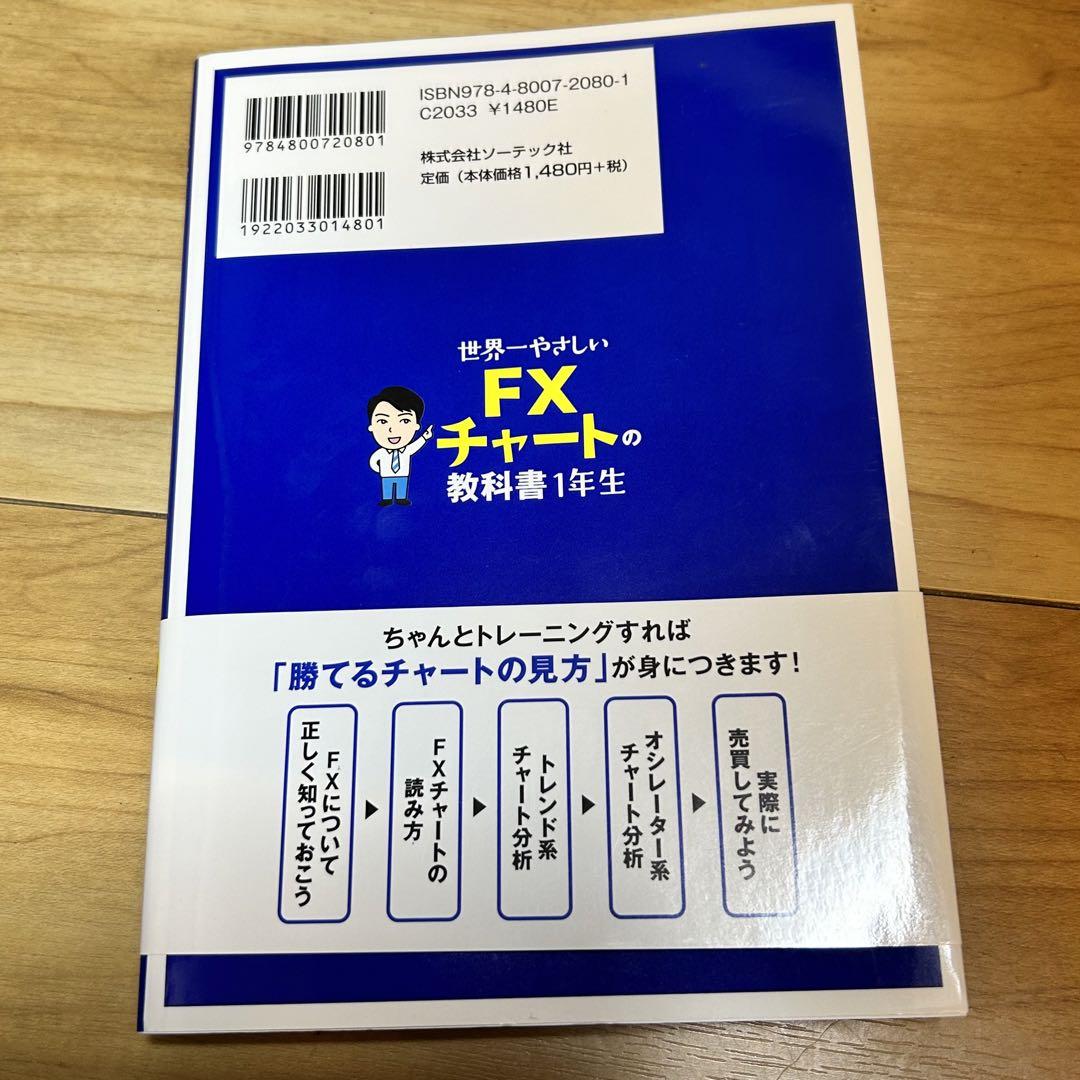 ISBN978-4-8007-2080-1
C2033 ¥1480E
9784800720801
株式会社ソーテック社
定価（本体価格1,480円+税）
1922033014801
世界一やさしい
FX
チャートの
教科書1年生
ちゃんとトレーニングすれば
「勝てるチャートの見方」が身につきます!
FXについて
正しく知っておこう
▶
FXチャートの
読み方
▶
トレンド系
チャート分析
▶
オシレーター系
チャート分析
▶
実際に
売買してみよう